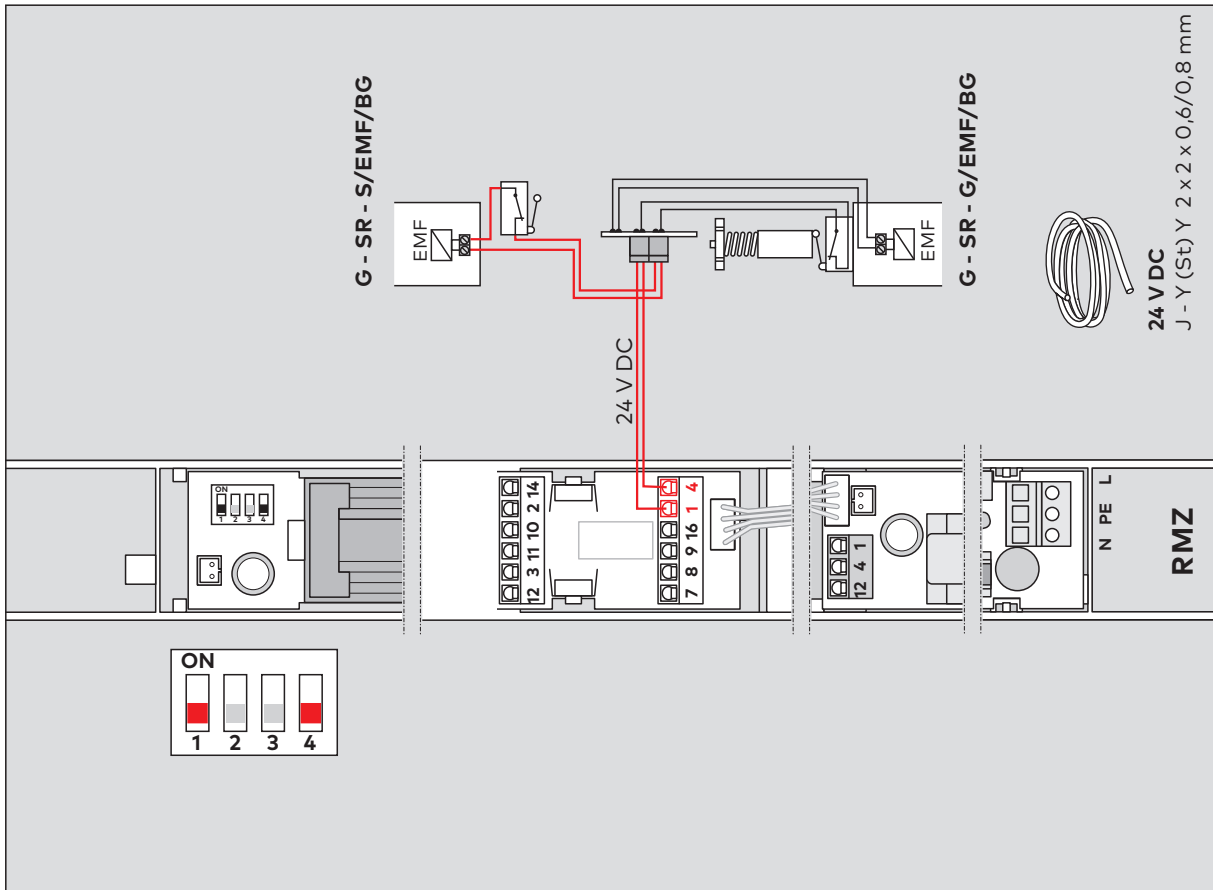 G - SR - S/EMF/BG
EMF
EMF
G - SR - G/EMF/BG
24 V DC
J - Y (St) Y 2 x 2 x 0,6/0,8 mm
24 V DC
ON
1 2 3 4
12 3 11 10 2 14
7 8 9 16 1 4
12 4 1
N PE L
RMZ
ON
1 2 3 4